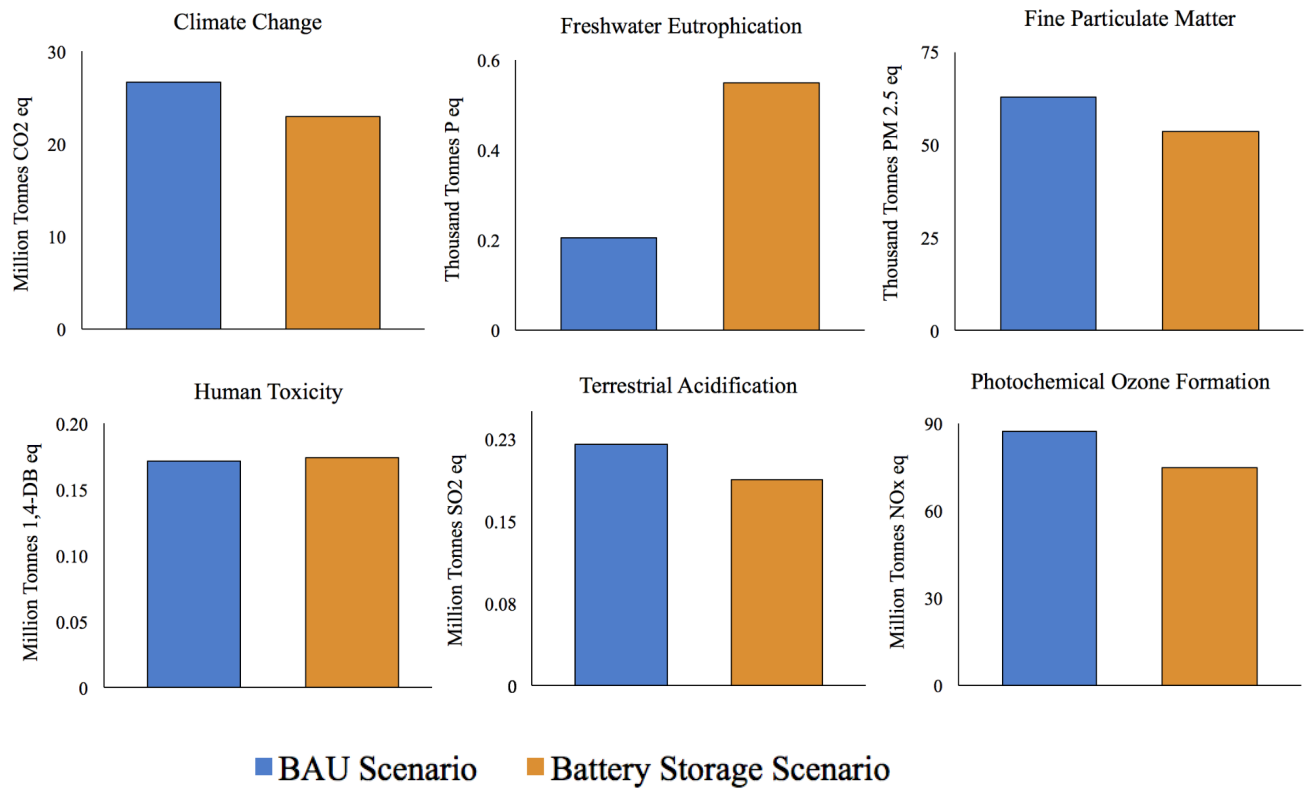 Climate Change
Million Tonnes CO2 eq
30
20
10
0
Freshwater Eutrophication
Thousand Tonnes P eq
0.6
0.4
0.2
0
Fine Particulate Matter
Thousand Tonnes PM 2.5 eq
75
50
25
0
Human Toxicity
Million Tonnes 1,4-DB eq
0.20
0.15
0.10
0.05
0
Terrestrial Acidification
Million Tonnes SO2 eq
0.23
0.15
0.08
0
Photochemical Ozone Formation
Million Tonnes NOx eq
90
60
30
0
BAU Scenario
Battery Storage Scenario